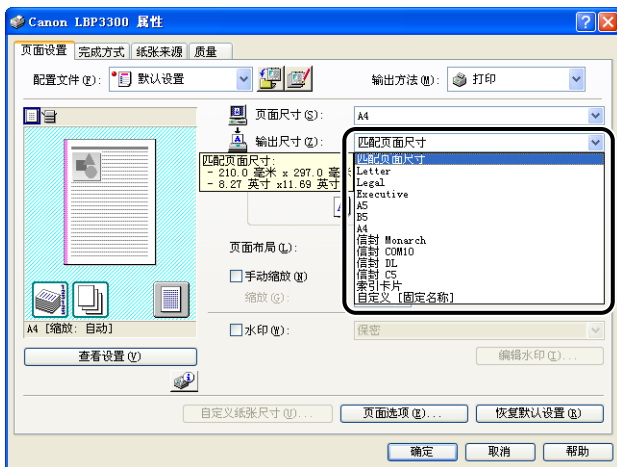 Canon LBP3300 属性
页面设置 完成方式 纸张来源 质量
配置文件(F): 默认设置 输出方法(M): 打印
页面尺寸(S): A4
输出尺寸(Z): 匹配页面尺寸
匹配页面尺寸:
- 210.0 毫米 x 297.0 毫
- 8.27 英寸 x11.69 英寸
匹配页面尺寸
Letter
Legal
Executive
A5
B5
A4
信封 Monarch
信封 COM10
信封 DL
信封 C5
索引卡片
自定义 [固定名称]
页面布局(L):
手动缩放(N)
缩放(G):
A4 [缩放: 自动]
水印(W): 保密
查看设置(V) 编辑水印(I)...
自定义纸张尺寸(U)... 页面选项(E)... 恢复默认设置(R)
确定 取消 帮助